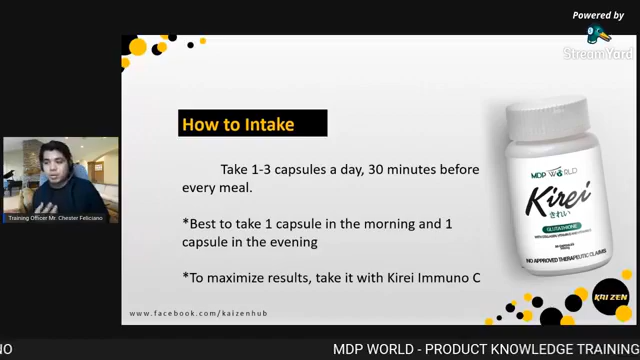 Powered by
StreamYard
How to Intake
Take 1-3 capsules a day, 30 minutes before
every meal.
*Best to take 1 capsule in the morning and 1
capsule in the evening
*To maximize results, take it with Kirei Immuno C
MDP WORLD
Kirei
きれい
GLUTATHIONE
NO APPROVED THERAPEUTIC CLAIMS
Training Officer Mr. Chester Feliciano
KAIZEN
www.facebook.com/kaizenhub
NO
MDP WORLD - PRODUCT KNOWLEDGE TRAINING